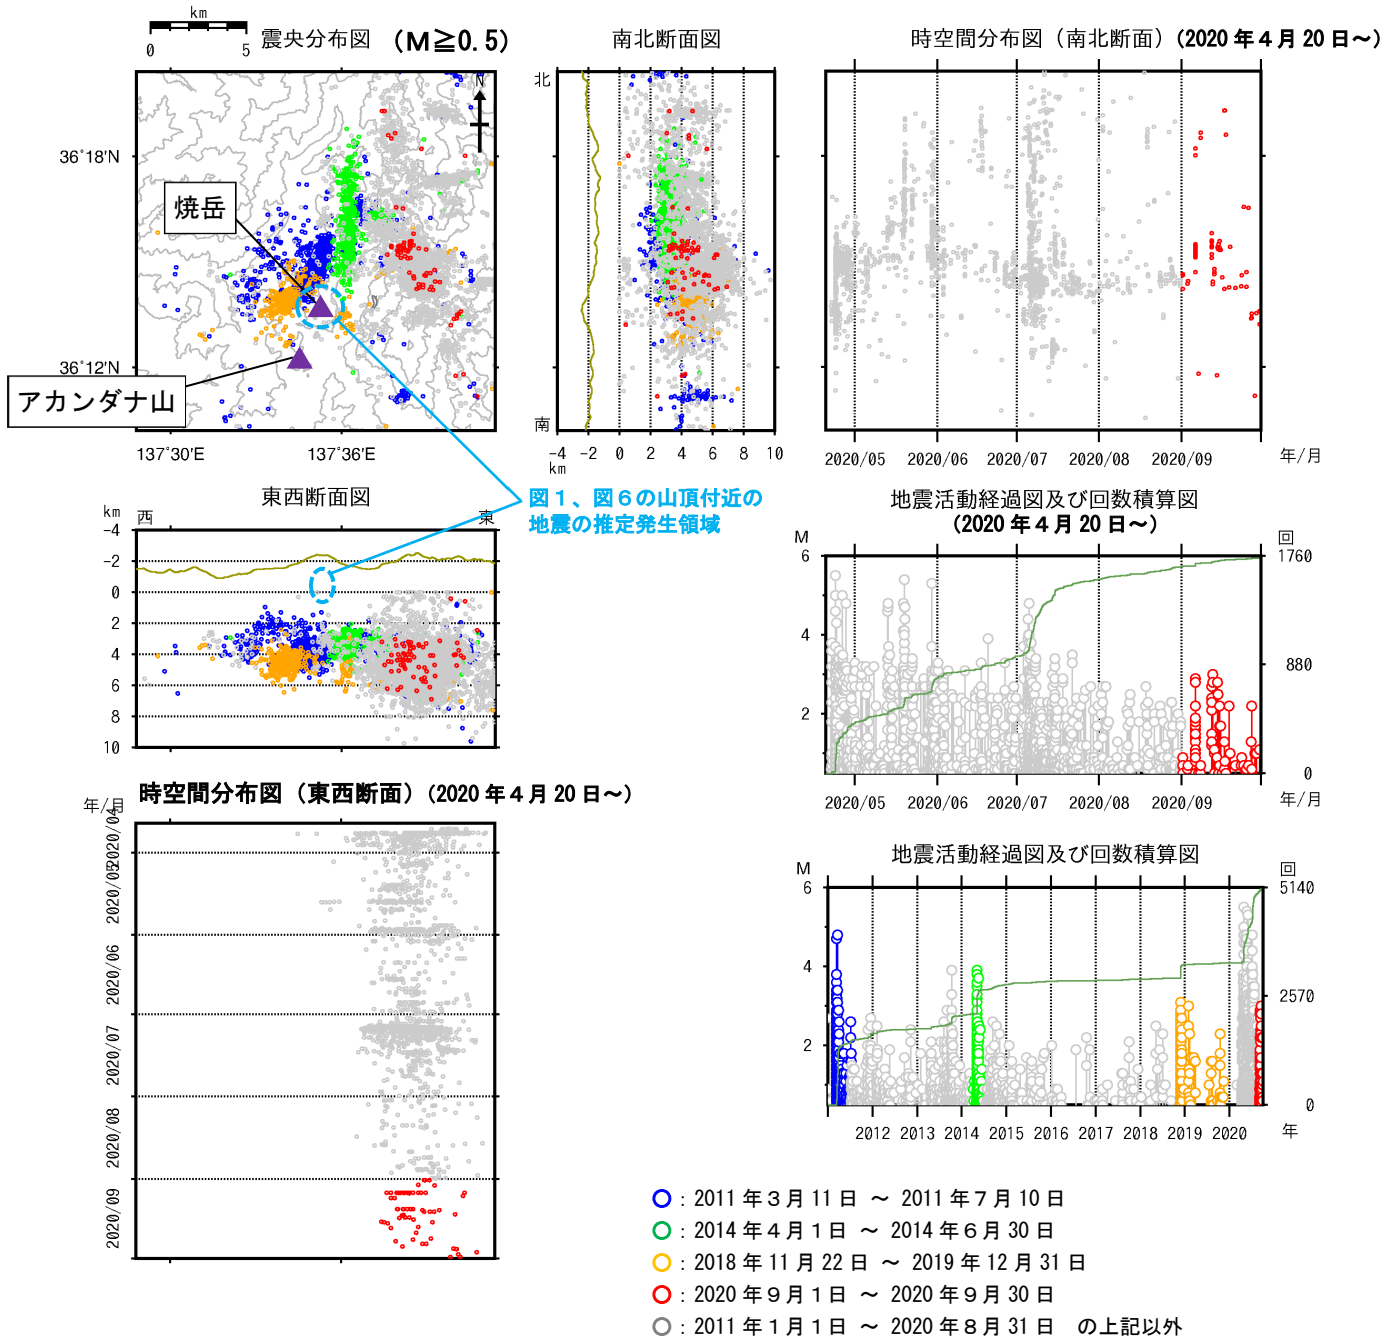 km
0 5
震央分布図 (M≧0.5)
N
36°18'N
36°12'N
137°30'E 137°36'E
焼岳
アカンダナ山
南北断面図
北
南
-4 -2 0 2 4 6 8 10
km
時空間分布図（南北断面）(2020年4月20日～)
2020/05 2020/06 2020/07 2020/08 2020/09 年/月
図1、図6の山頂付近の
地震の推定発生領域
東西断面図
km 西 東
-4
-2
0
2
4
6
8
10
地震活動経過図及び回数積算図
(2020年4月20日～)
M 回
6 1760
4
880
2
0
2020/05 2020/06 2020/07 2020/08 2020/09 年/月
時空間分布図（東西断面）(2020年4月20日～)
年/月
2020/04
2020/05
2020/06
2020/07
2020/08
2020/09
地震活動経過図及び回数積算図
M 回
6 5140
4
2570
2
0
2012 2013 2014 2015 2016 2017 2018 2019 2020 年
：2011年3月11日 ～ 2011年7月10日
：2014年4月1日 ～ 2014年6月30日
：2018年11月22日 ～ 2019年12月31日
：2020年9月1日 ～ 2020年9月30日
：2011年1月1日 ～ 2020年8月31日 の上記以外